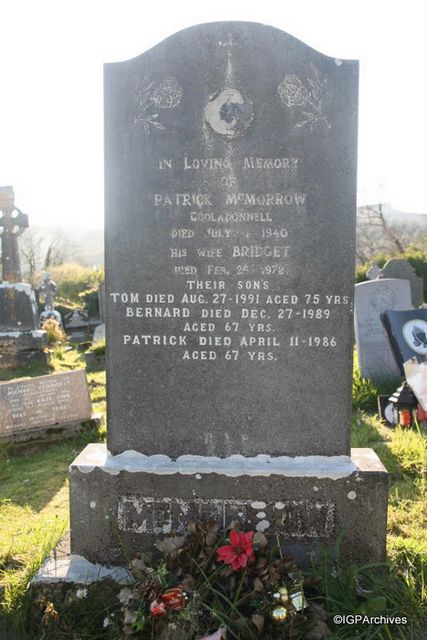 In Loving Memory
OF
PATRICK McMORROW
COOLADONNELL
DIED JULY 1940
HIS WIFE BRIDGET
DIED FEB. 1972
THEIR SONS
TOM DIED AUG. 27-1991 AGED 75 YRS.
BERNARD DIED DEC. 27-1989
AGED 67 YRS.
PATRICK DIED APRIL 11-1986
AGED 67 YRS.
R.I.P.
©IGPArchives